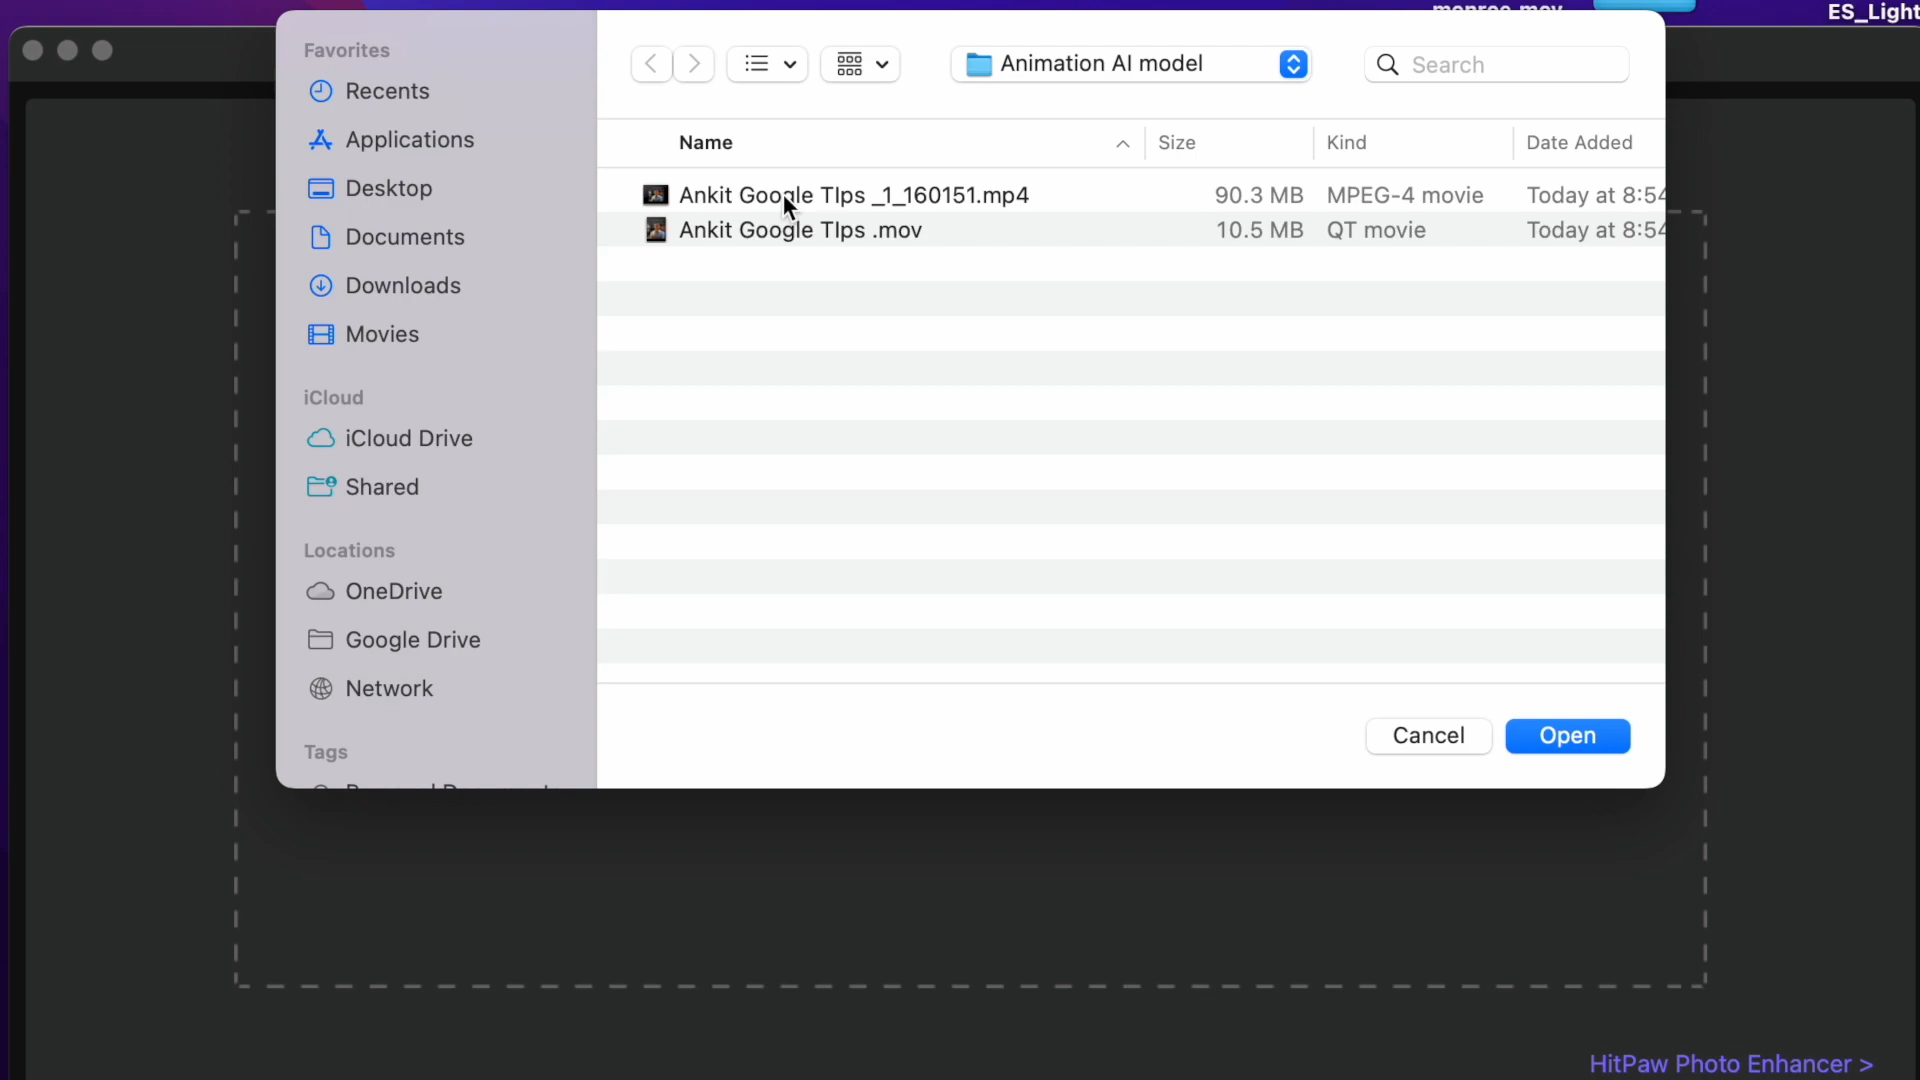 ES_Light
Favorites
Recents
Applications
Desktop
Documents
Downloads
Movies
iCloud
iCloud Drive
Shared
Locations
OneDrive
Google Drive
Network
Tags
Animation AI model
Search
Name Size Kind Date Added
Ankit Google TIps _1_160151.mp4 90.3 MB MPEG-4 movie Today at 8:54
Ankit Google TIps .mov 10.5 MB QT movie Today at 8:54
Cancel Open
HitPaw Photo Enhancer >